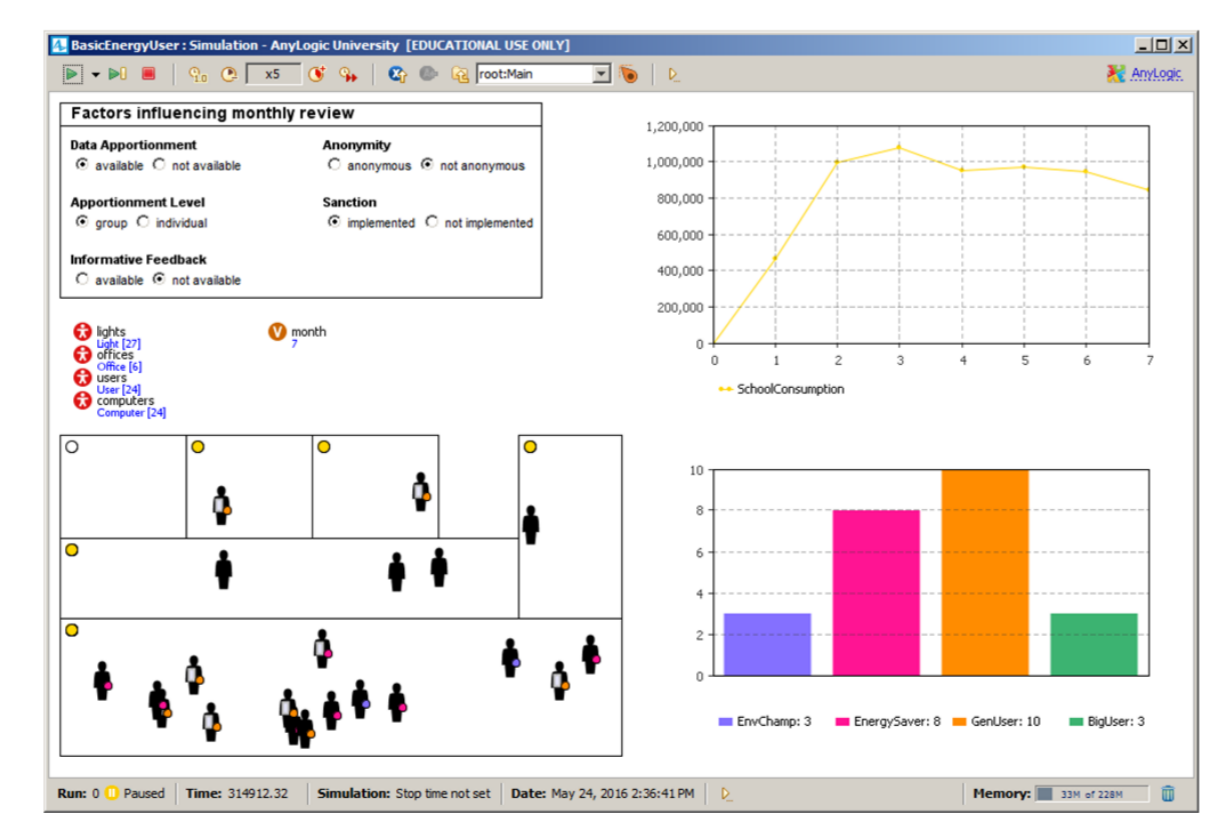 BasicEnergyUser : Simulation - AnyLogic University [EDUCATIONAL USE ONLY]
x5 root:Main AnyLogic
Factors influencing monthly review
Data Apportionment
available not available
Anonymity
anonymous not anonymous
Apportionment Level
group individual
Sanction
implemented not implemented
Informative Feedback
available not available
lights
Light [27]
offices
Office [6]
users
User [24]
computers
Computer [24]
V month
7
1,200,000
1,000,000
800,000
600,000
400,000
200,000
0
0 1 2 3 4 5 6 7
SchoolConsumption
10
8
6
4
2
0
EnvChamp: 3 EnergySaver: 8 GenUser: 10 BigUser: 3
Run: 0 Paused Time: 314912.32 Simulation: Stop time not set Date: May 24, 2016 2:36:41 PM Memory: 33M of 228M